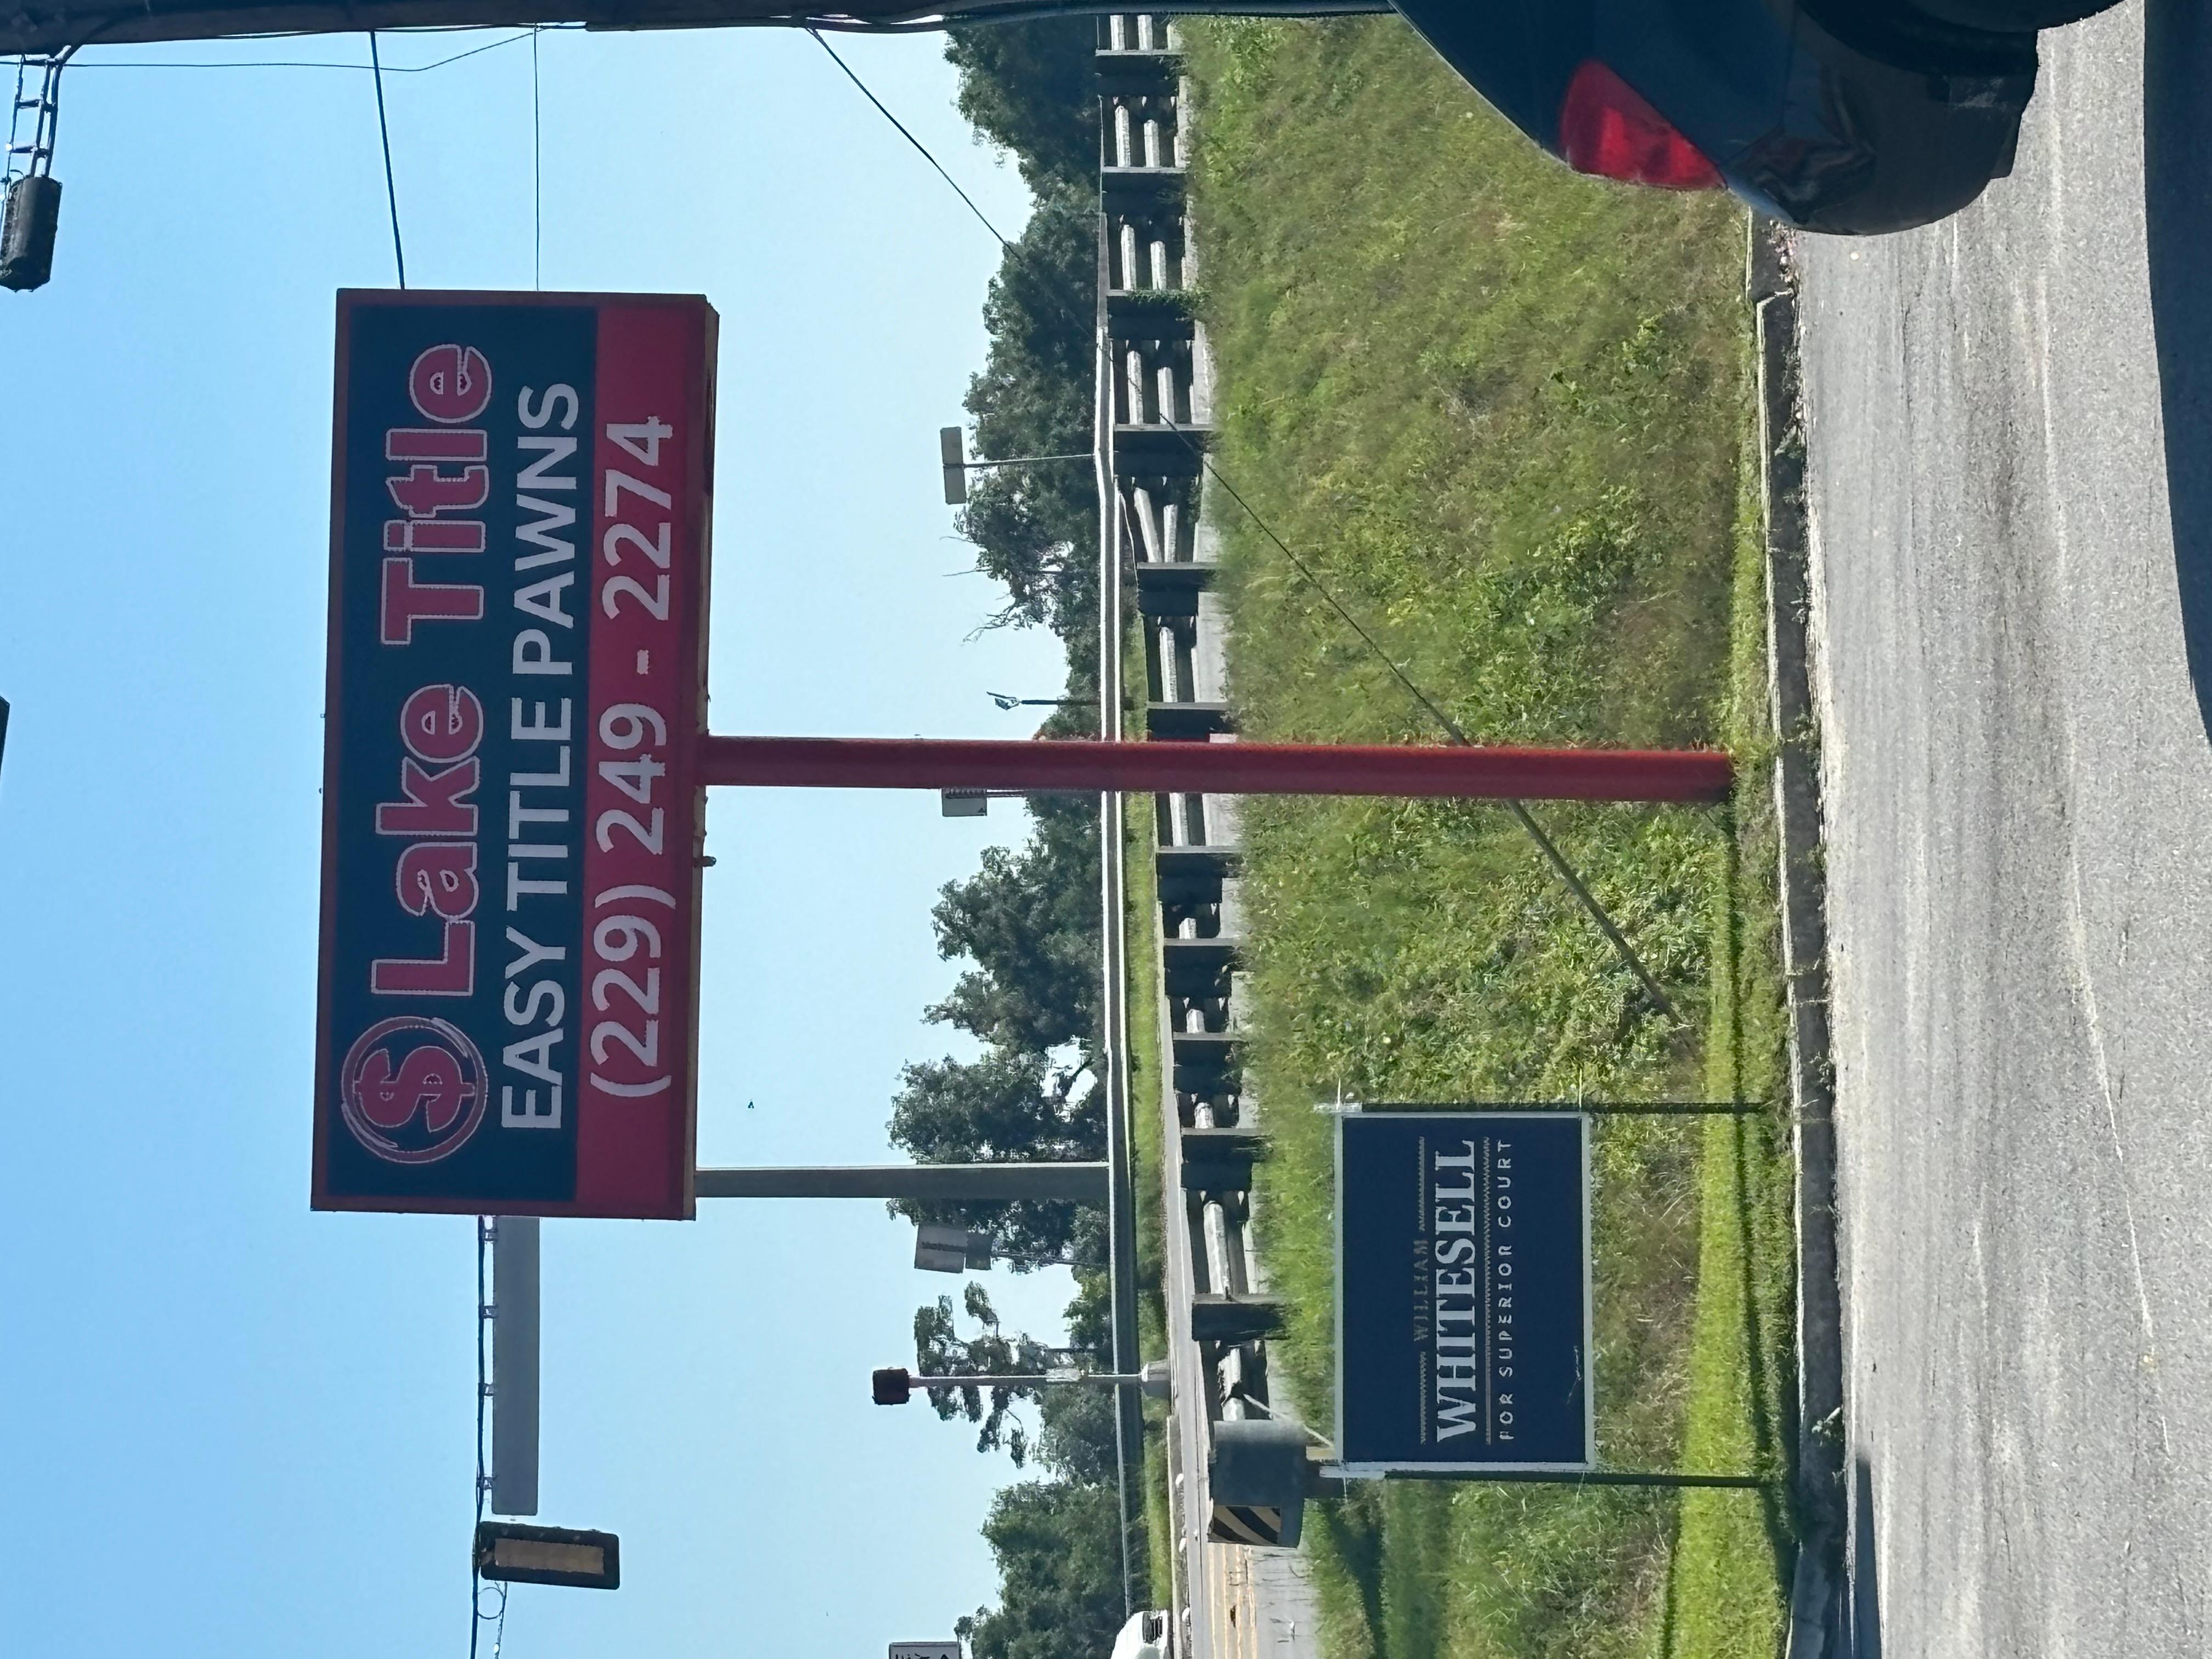 $ Lake Title
EASY TITLE PAWNS
(229) 249 - 2274
WILLIAM
WHITESELL
FOR SUPERIOR COURT